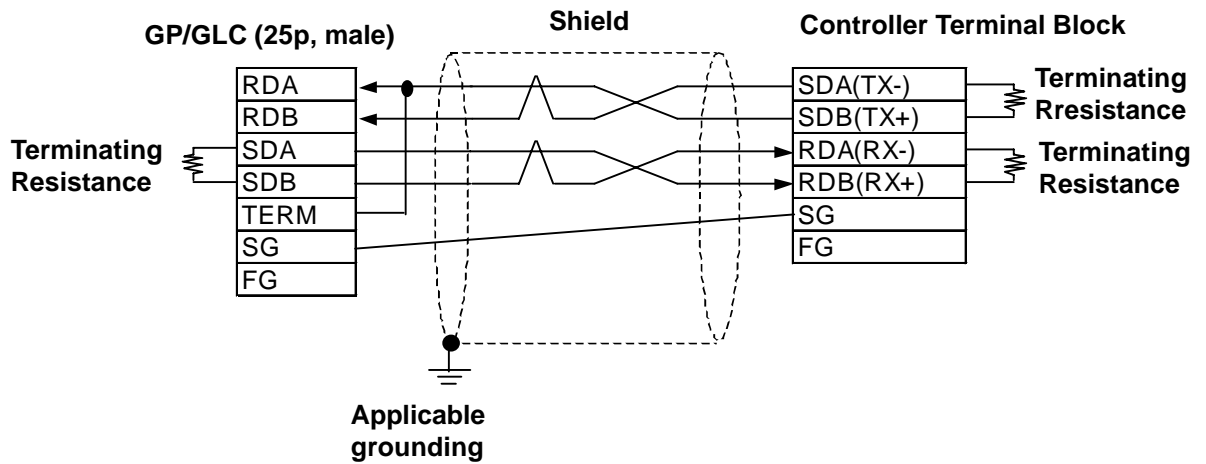 Shield
GP/GLC (25p, male)
Controller Terminal Block
RDA
RDB
SDA
SDB
TERM
SG
FG
Terminating
Resistance
SDA(TX-)
SDB(TX+)
RDA(RX-)
RDB(RX+)
SG
FG
Terminating
Rresistance
Terminating
Resistance
Applicable
grounding